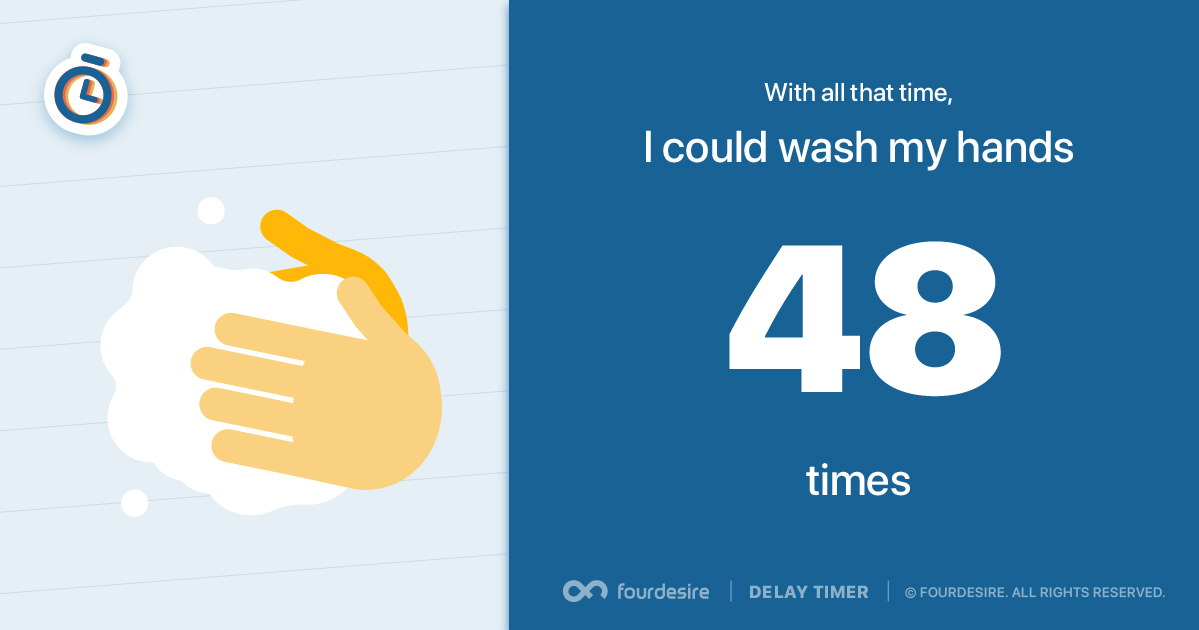 With all that time,
I could wash my hands
48
times
fourdesire | DELAY TIMER | © FOURDESIRE. ALL RIGHTS RESERVED.